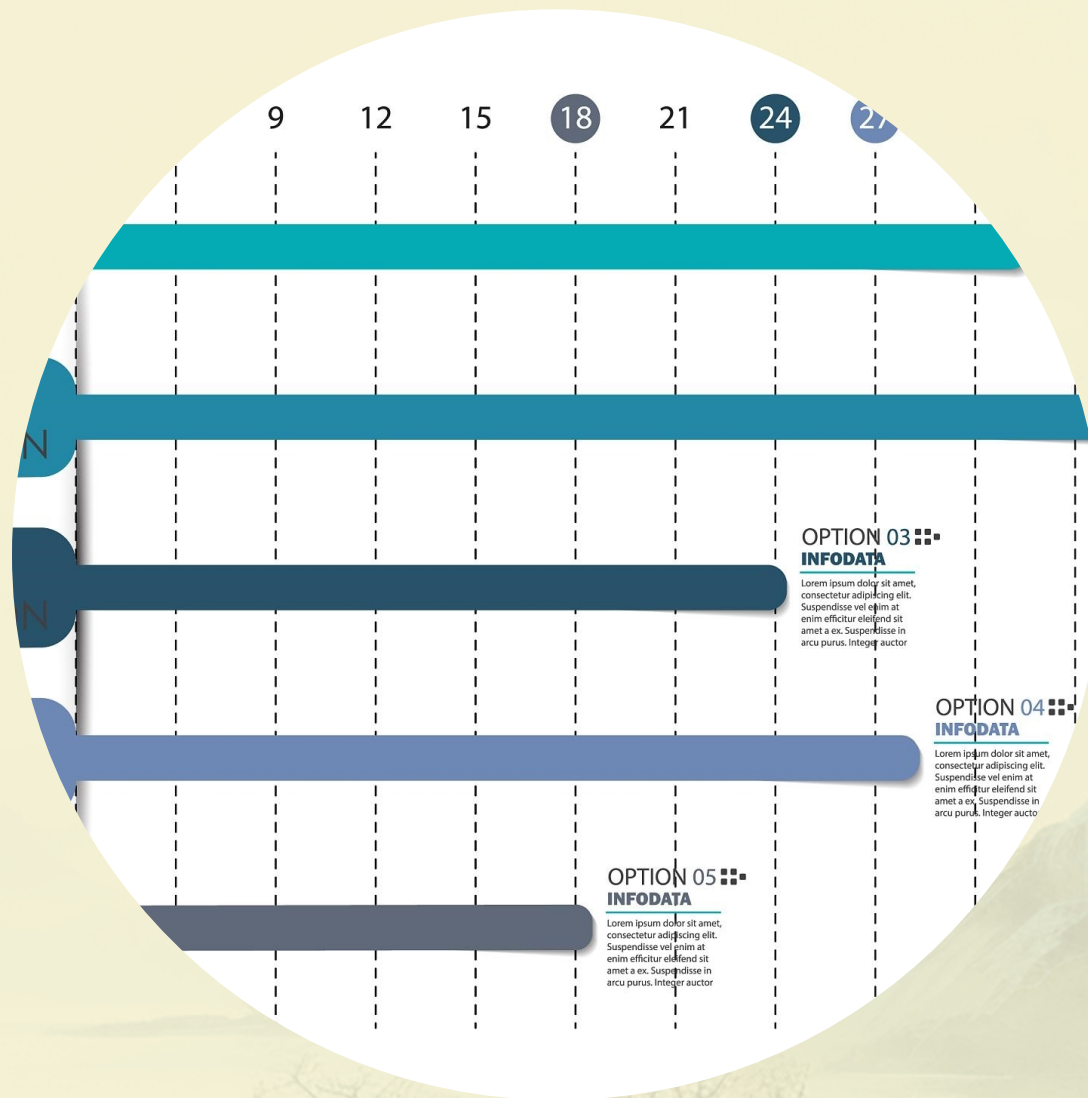 9 12 15 18 21 24 27
N
N
OPTION 03
INFODATA
Lorem ipsum dolor sit amet,
consectetur adipiscing elit.
Suspendisse vel enim at
enim efficitur eleifend sit
amet a ex. Suspendisse in
arcu purus. Integer auctor
OPTION 04
INFODATA
Lorem ipsum dolor sit amet,
consectetur adipiscing elit.
Suspendisse vel enim at
enim efficitur eleifend sit
amet a ex. Suspendisse in
arcu purus. Integer aucto
OPTION 05
INFODATA
Lorem ipsum dolor sit amet,
consectetur adipiscing elit.
Suspendisse vel enim at
enim efficitur eleifend sit
amet a ex. Suspendisse in
arcu purus. Integer auctor